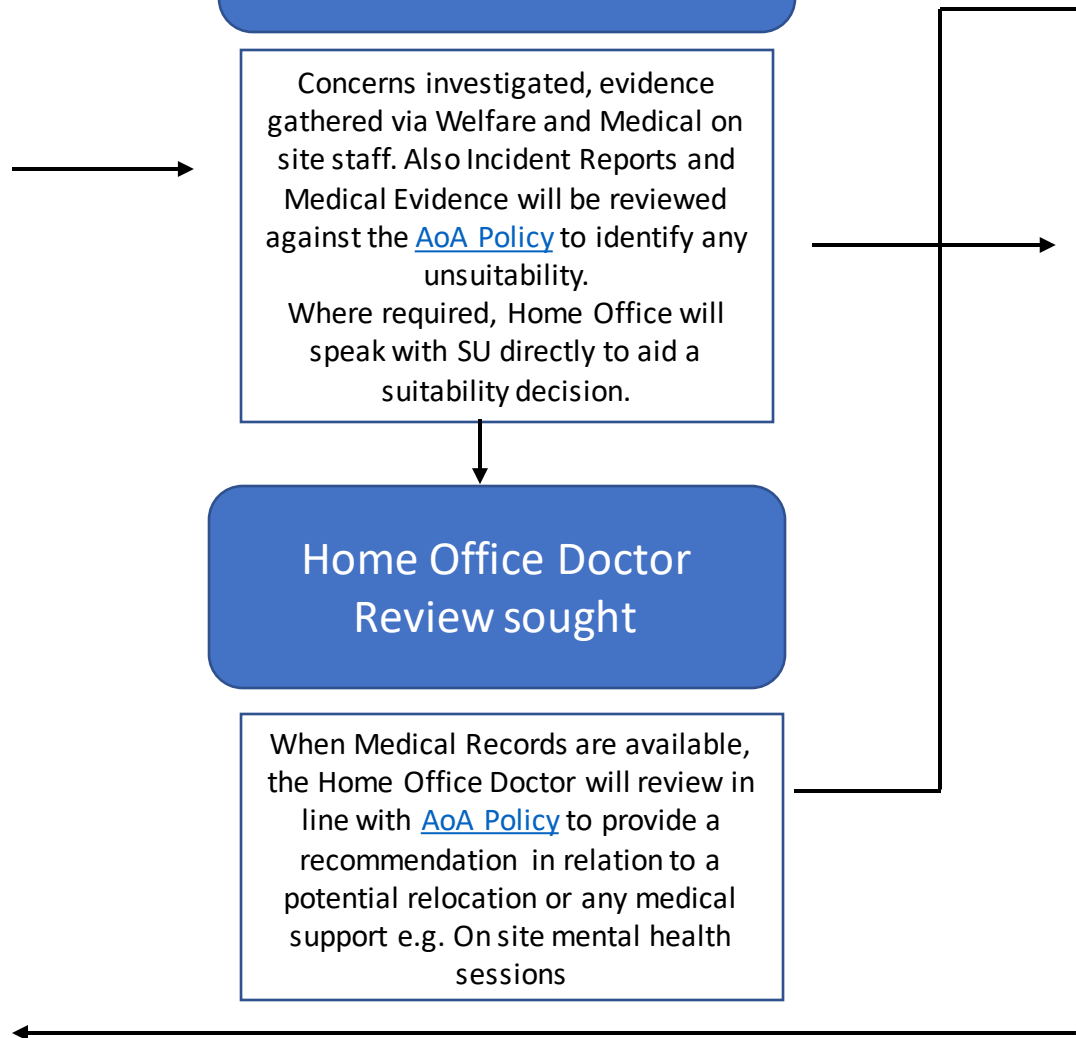 Concerns investigated, evidence
gathered via Welfare and Medical on
site staff. Also Incident Reports and
Medical Evidence will be reviewed
against the AoA Policy to identify any
unsuitability.
Where required, Home Office will
speak with SU directly to aid a
suitability decision.
Home Office Doctor
Review sought
When Medical Records are available,
the Home Office Doctor will review in
line with AoA Policy to provide a
recommendation in relation to a
potential relocation or any medical
support e.g. On site mental health
sessions